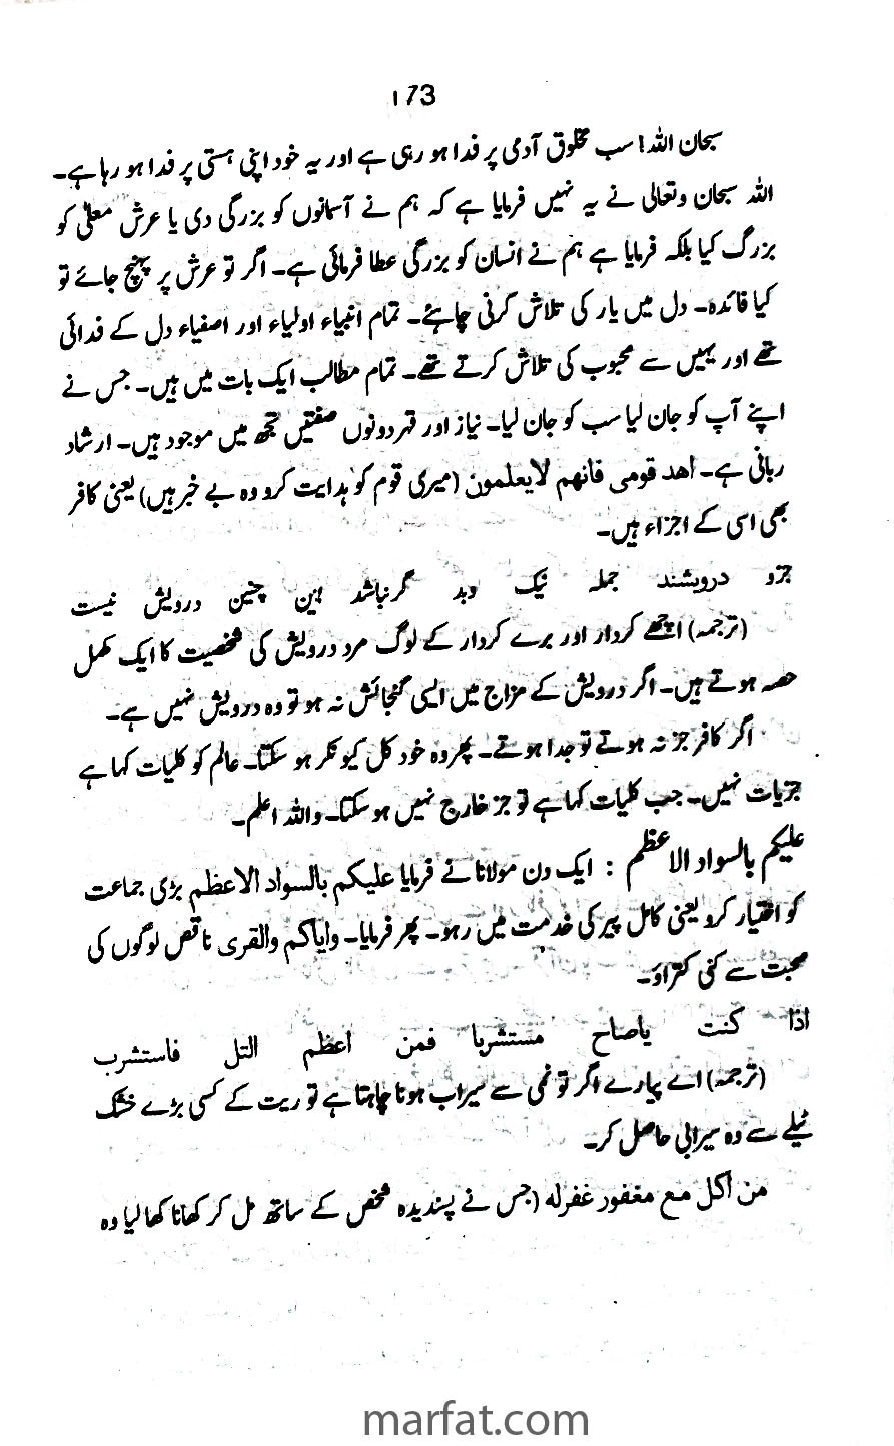 173
سبحان اللہ! سب مخلوق آدمی پر فدا ہو رہی ہے اور یہ خود اپنی ہستی پر فدا ہو رہا ہے۔
اللہ سبحان وتعالیٰ نے یہ نہیں فرمایا ہے کہ ہم نے آسمانوں کو بزرگی دی یا عرش معلّٰی کو
بزرگ کیا بلکہ فرمایا ہے ہم نے انسان کو بزرگی عطا فرمائی ہے۔ اگر تو عرش پر پہنچ جائے تو
کیا فائدہ۔ دل میں یار کی تلاش کرنی چاہئے۔ تمام انبیاء اولیاء اور اصفیاء دل کے فدائی
تھے اور یہیں سے محبوب کی تلاش کرتے تھے۔ تمام مطالب ایک بات میں ہیں۔ جس نے
اپنے آپ کو جان لیا سب کو جان لیا۔ نیاز اور قہر دونوں صفتیں تجھ میں موجود ہیں۔ ارشاد
ربانی ہے۔ اهد قومی فانهم لایعلمون (میری قوم کو ہدایت کرو وہ بے خبر ہیں) یعنی کافر
بھی اسی کے اجزاء ہیں۔
جزو درویشند جملہ نیک وبد گر نباشد این چنین درویش نیست
(ترجمہ) اچھے کردار اور برے کردار کے لوگ مرد درویش کی شخصیت کا ایک مکمل
حصہ ہوتے ہیں۔ اگر درویش کے مزاج میں ایسی گنجائش نہ ہو تو وہ درویش نہیں ہے۔
اگر کافر جز نہ ہوتے تو جدا ہوتے۔ پھر وہ خود کل کیونکر ہو سکتا۔ عالم کو کلیات کہا ہے
جزیات نہیں۔ جب کلیات کہا ہے تو جز خارج نہیں ہو سکتا۔ واللہ اعلم۔
علیکم بالسواد الاعظم : ایک دن مولانا نے فرمایا علیکم بالسواد الاعظم بڑی جماعت
کو اختیار کرو یعنی کامل پیر کی خدمت میں رہو۔ پھر فرمایا۔ وایاکم والقری ناقص لوگوں کی
صحبت سے کنی کتراؤ۔
اذا کنت یاصاح مستشربا فمن اعظم التل فاستشرب
(ترجمہ) اے پیارے اگر تو نمی سے سیراب ہونا چاہتا ہے تو ریت کے کسی بڑے خشک
ٹیلے سے وہ سیرابی حاصل کر۔
من اکل مع مغفور غفرله (جس نے پسندیدہ شخص کے ساتھ مل کر کھانا کھا لیا وہ
marfat.com